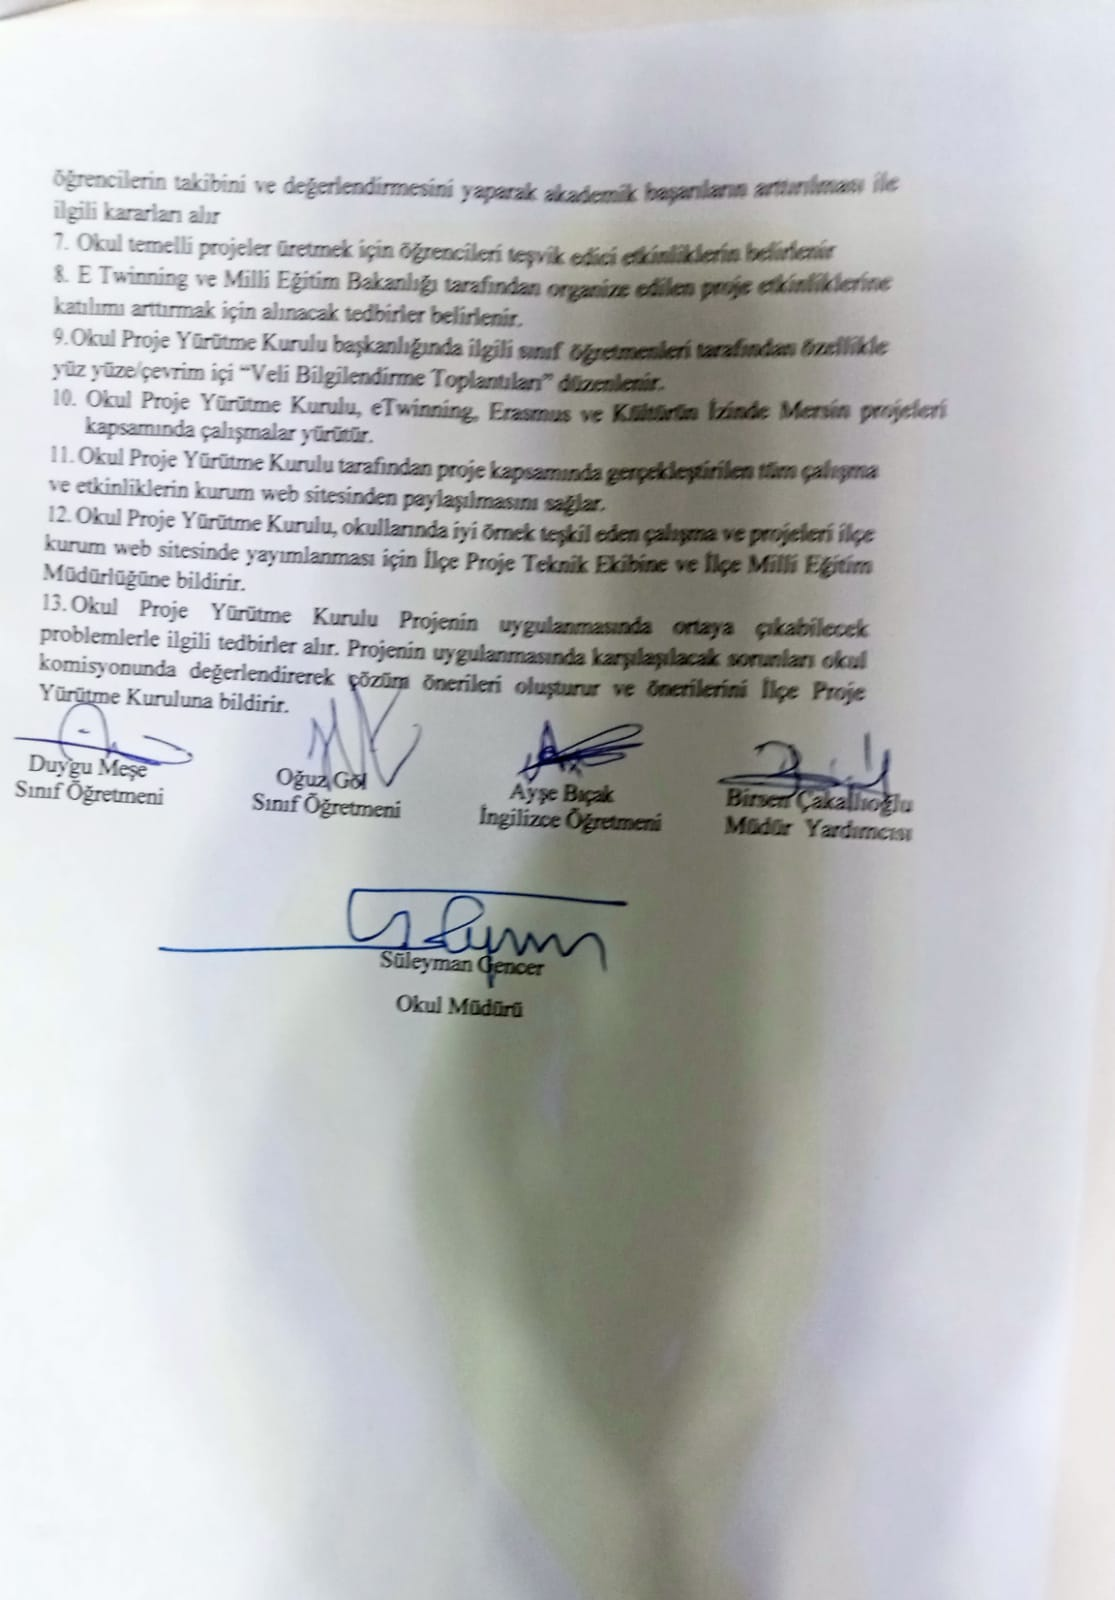 öğrencilerin takibini ve değerlendirmesini yaparak akademik başarıların arttırılması ile
ilgili kararları alır
7. Okul temelli projeler üretmek için öğrencileri teşvik edici etkinliklerin belirlenir
8. E Twinning ve Milli Eğitim Bakanlığı tarafından organize edilen proje etkinliklerine
katılımı arttırmak için alınacak tedbirler belirlenir.
9.Okul Proje Yürütme Kurulu başkanlığında ilgili sınıf öğretmenleri tarafından özellikle
yüz yüze/çevrim içi “Veli Bilgilendirme Toplantıları” düzenlenir.
10. Okul Proje Yürütme Kurulu, eTwinning, Erasmus ve Kültürün İzinde Mersin projeleri
kapsamında çalışmalar yürütür.
11. Okul Proje Yürütme Kurulu tarafından proje kapsamında gerçekleştirilen tüm çalışma
ve etkinliklerin kurum web sitesinden paylaşılmasını sağlar.
12. Okul Proje Yürütme Kurulu, okullarında iyi örnek teşkil eden çalışma ve projeleri ilçe
kurum web sitesinde yayımlanması için İlçe Proje Teknik Ekibine ve İlçe Milli Eğitim
Müdürlüğüne bildirir.
13. Okul Proje Yürütme Kurulu Projenin uygulanmasında ortaya çıkabilecek
problemlerle ilgili tedbirler alır. Projenin uygulanmasında karşılaşılacak sorunları okul
komisyonunda değerlendirerek çözüm önerileri oluşturur ve önerilerini İlçe Proje
Yürütme Kuruluna bildirir.
Duygu Meşe Oğuz Göl Ayşe Bıçak Birsen Çakallıoğlu
Sınıf Öğretmeni Sınıf Öğretmeni İngilizce Öğretmeni Müdür Yardımcısı
Süleyman Gencer
Okul Müdürü